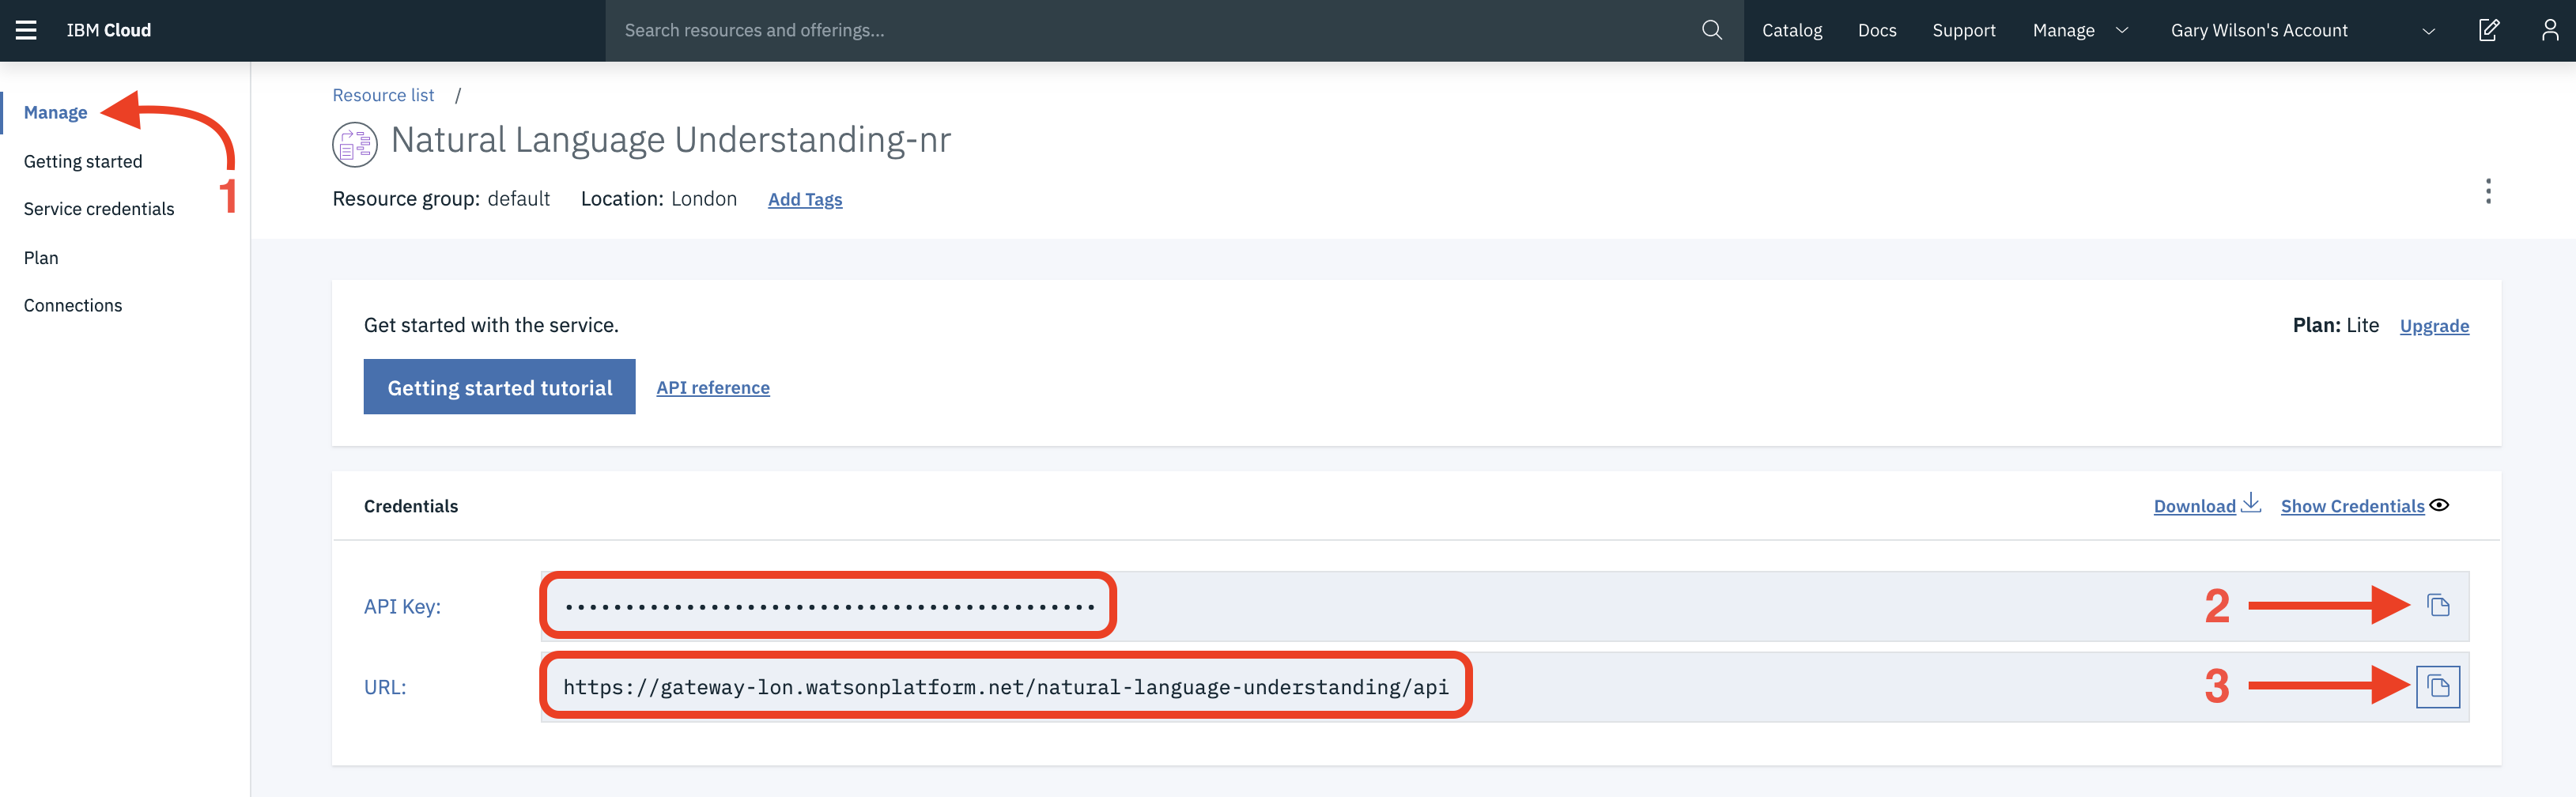 IBM Cloud Search resources and offerings... Catalog Docs Support Manage Gary Wilson's Account
Manage
Getting started
1
Service credentials
Plan
Connections
Resource list /
Natural Language Understanding-nr
Resource group: default Location: London Add Tags
Get started with the service. Plan: Lite Upgrade
Getting started tutorial API reference
Credentials Download Show Credentials
API Key: •••••••••••••••••••••••••••••••••••••••••••• 2
URL: https://gateway-lon.watsonplatform.net/natural-language-understanding/api 3